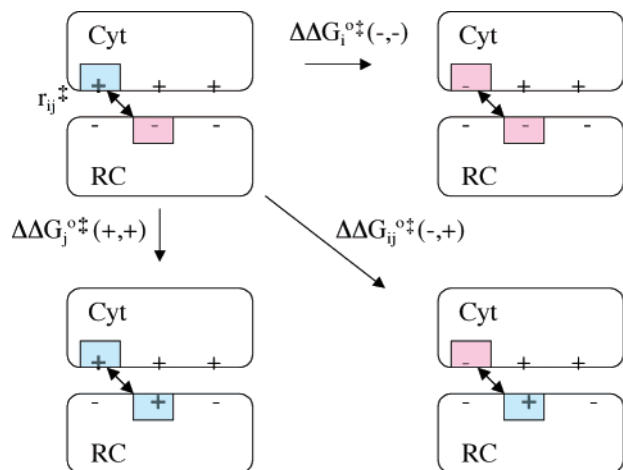 Cyt ΔΔG_i^o‡(-,-) Cyt
+ + + - + +
r_ij^‡
- - - - - -
RC RC
ΔΔG_j^o‡(+,+) ΔΔG_ij^o‡(-,+)
Cyt Cyt
+ + + - + +
- + - - + -
RC RC